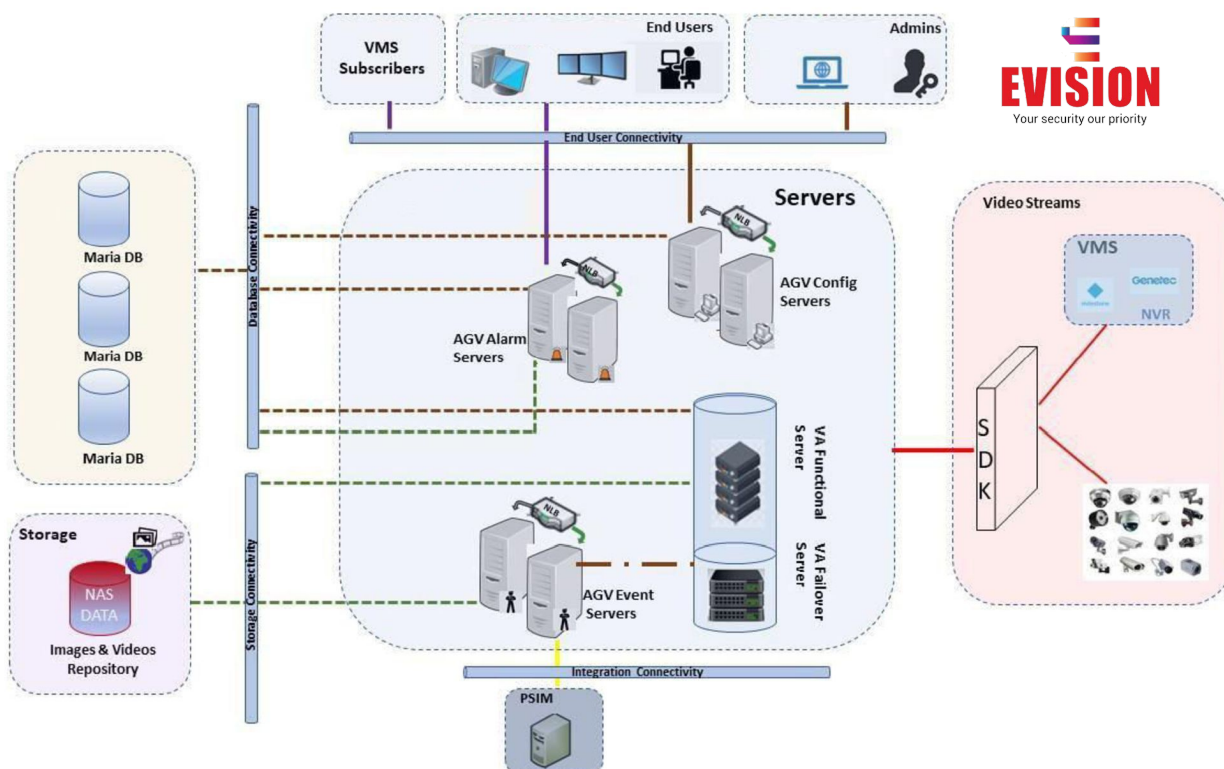 VMS
Subscribers
End Users
Admins
EVISION
Your security our priority
End User Connectivity
Maria DB
Maria DB
Maria DB
Database Connectivity
Servers
NLB
AGV Config
Servers
NLB
AGV Alarm
Servers
VA Functional
Server
VA Failover
Server
NLB
AGV Event
Servers
Video Streams
VMS
milestone
Genetec
NVR
SDK
Storage
NAS
DATA
Images & Videos
Repository
Storage Connectivity
Integration Connectivity
PSIM